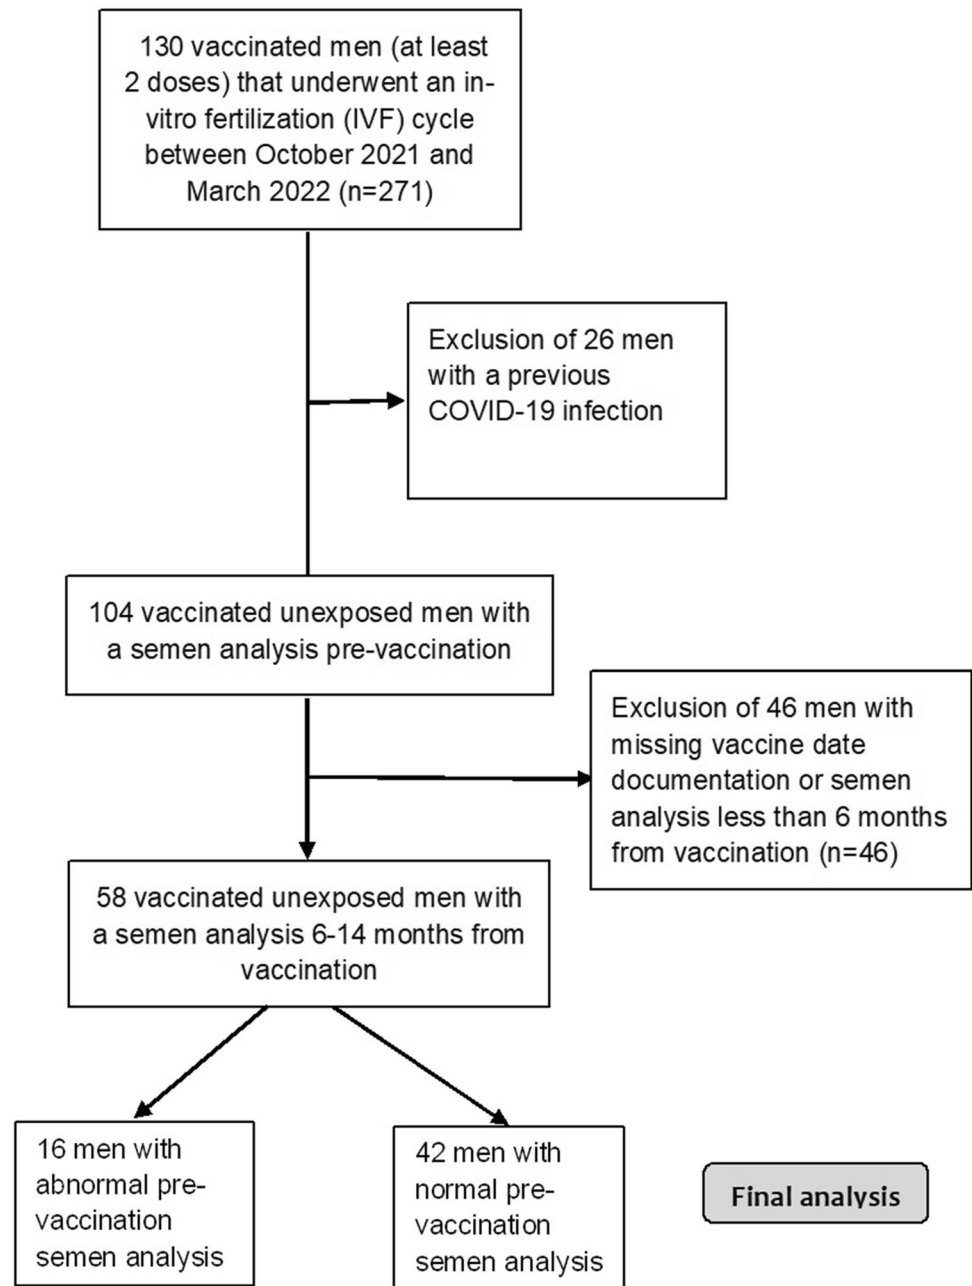 130 vaccinated men (at least
2 doses) that underwent an in-
vitro fertilization (IVF) cycle
between October 2021 and
March 2022 (n=271)
Exclusion of 26 men
with a previous
COVID-19 infection
104 vaccinated unexposed men with
a semen analysis pre-vaccination
Exclusion of 46 men with
missing vaccine date
documentation or semen
analysis less than 6 months
from vaccination (n=46)
58 vaccinated unexposed men with
a semen analysis 6-14 months from
vaccination
16 men with
abnormal pre-
vaccination
semen analysis
42 men with
normal pre-
vaccination
semen analysis
Final analysis